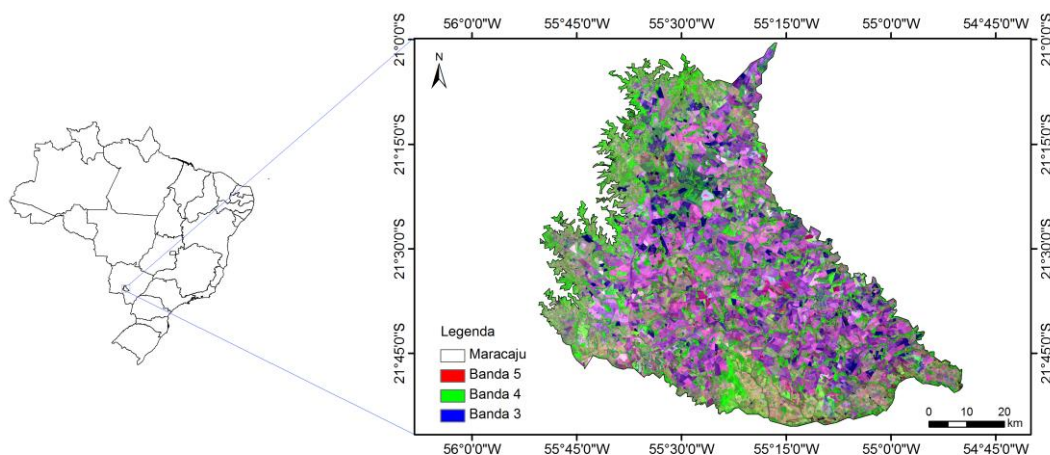 56°0'0"W 55°45'0"W 55°30'0"W 55°15'0"W 55°0'0"W 54°45'0"W
21°0'0"S 21°0'0"S
N
21°15'0"S 21°15'0"S
21°30'0"S 21°30'0"S
21°45'0"S 21°45'0"S
Legenda
Maracaju
Banda 5
Banda 4
Banda 3
0 10 20
km
56°0'0"W 55°45'0"W 55°30'0"W 55°15'0"W 55°0'0"W 54°45'0"W